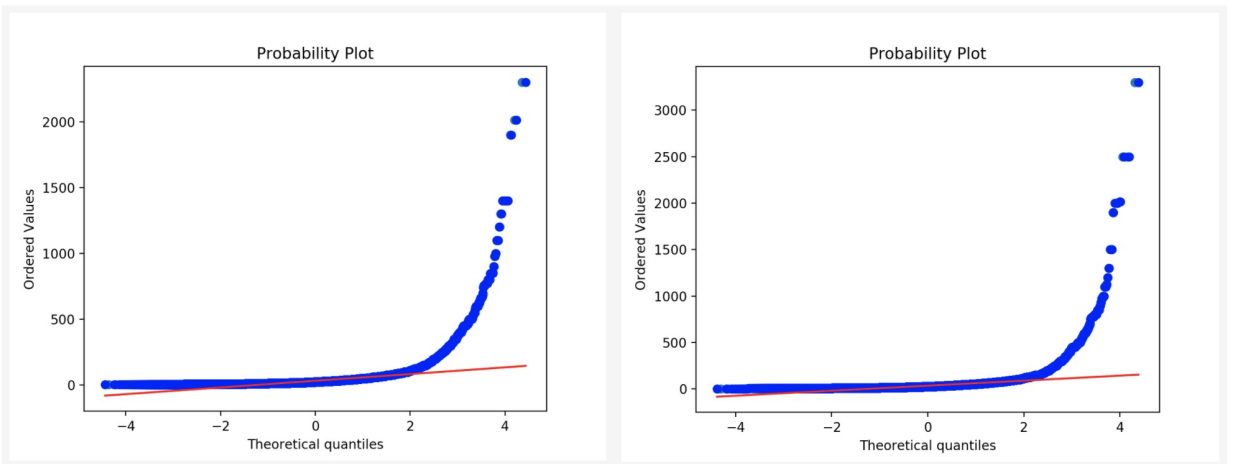 Probability Plot
2000
1500
1000
500
0
Ordered Values
−4 −2 0 2 4
Theoretical quantiles
Probability Plot
3000
2500
2000
1500
1000
500
0
Ordered Values
−4 −2 0 2 4
Theoretical quantiles